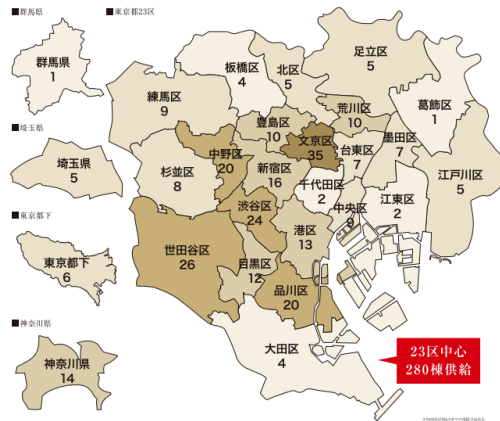 ■群馬県
■東京都23区
群馬県
1
■埼玉県
埼玉県
5
■東京都下
東京都下
6
■神奈川県
神奈川県
14
足立区
5
板橋区
4
北区
5
練馬区
9
葛飾区
1
荒川区
10
豊島区
10
文京区
35
台東区
7
墨田区
7
中野区
20
江戸川区
5
杉並区
8
新宿区
16
千代田区
2
中央区
9
江東区
2
渋谷区
24
港区
13
世田谷区
26
目黒区
12
品川区
20
大田区
4
23区中心
280棟供給